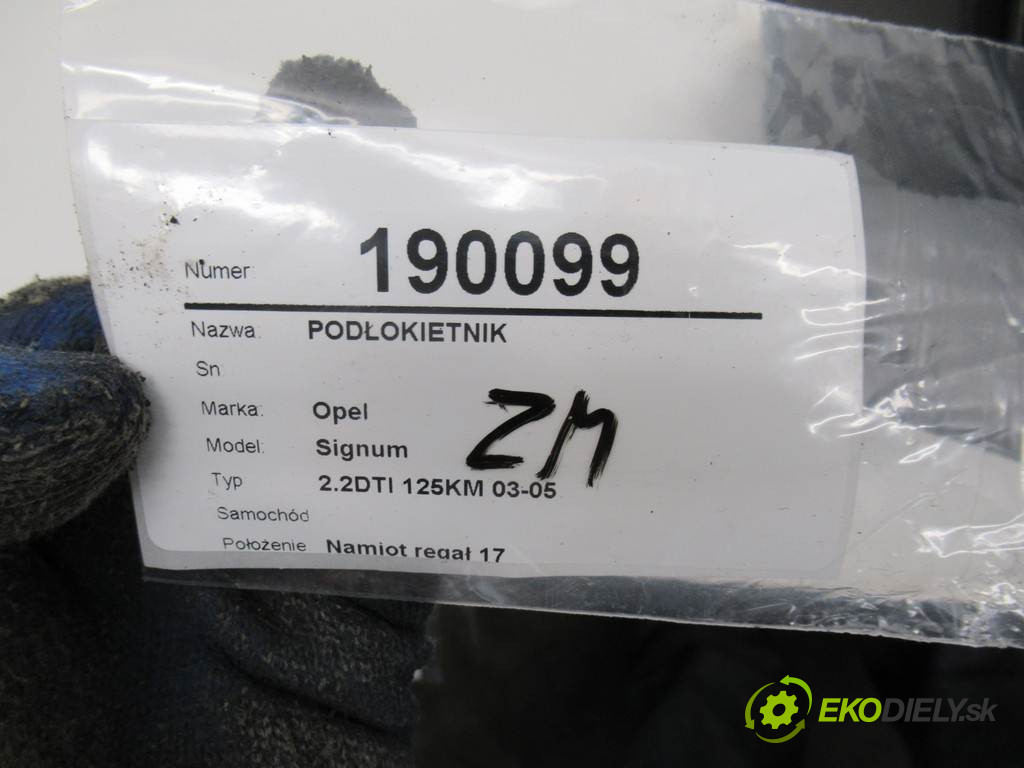 Numer: 190099
Nazwa: PODŁOKIETNIK
Sn
Marka: Opel
Model: Signum
ZM
Typ 2.2DTI 125KM 03-05
Samochód
Położenie Namiot regał 17
EKODIELY.sk